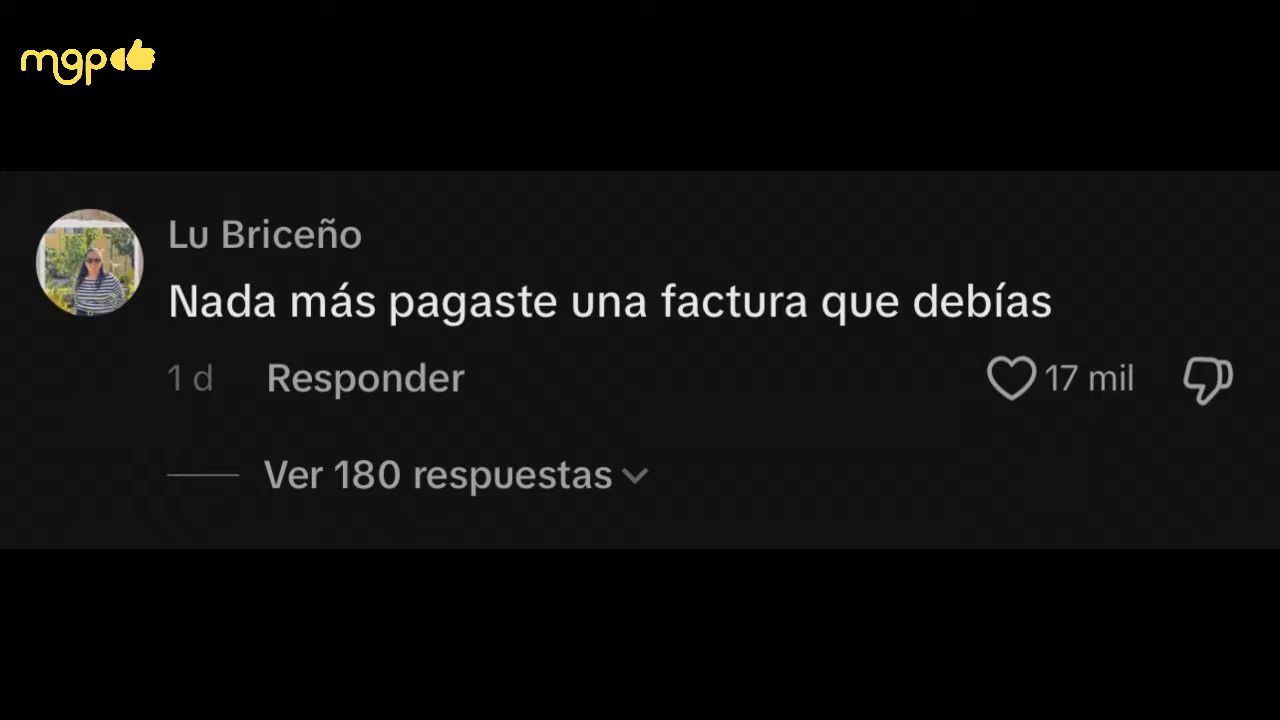 mgp
Lu Briceño
Nada más pagaste una factura que debías
1 d Responder 17 mil
Ver 180 respuestas